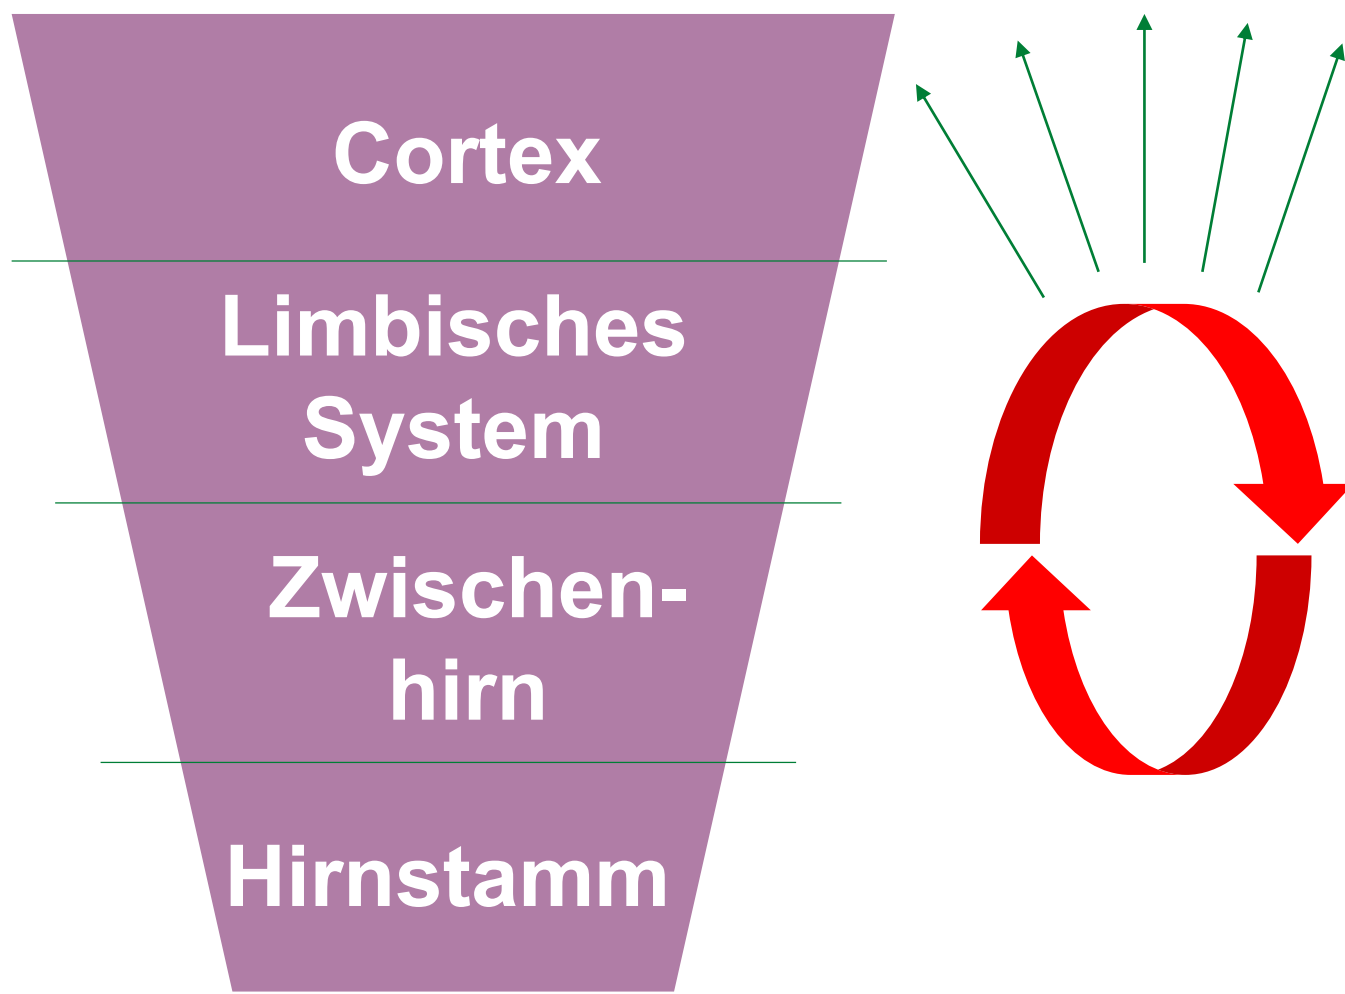 Cortex
Limbisches
System
Zwischen-
hirn
Hirnstamm